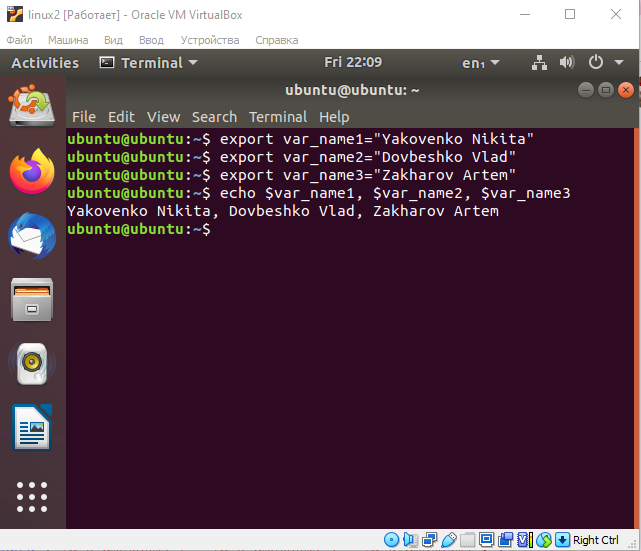 linux2 [Работает] - Oracle VM VirtualBox
Файл Машина Вид Ввод Устройства Справка
Activities Terminal Fri 22:09 en₁
ubuntu@ubuntu: ~
File Edit View Search Terminal Help
ubuntu@ubuntu:~$ export var_name1="Yakovenko Nikita"
ubuntu@ubuntu:~$ export var_name2="Dovbeshko Vlad"
ubuntu@ubuntu:~$ export var_name3="Zakharov Artem"
ubuntu@ubuntu:~$ echo $var_name1, $var_name2, $var_name3
Yakovenko Nikita, Dovbeshko Vlad, Zakharov Artem
ubuntu@ubuntu:~$
Right Ctrl